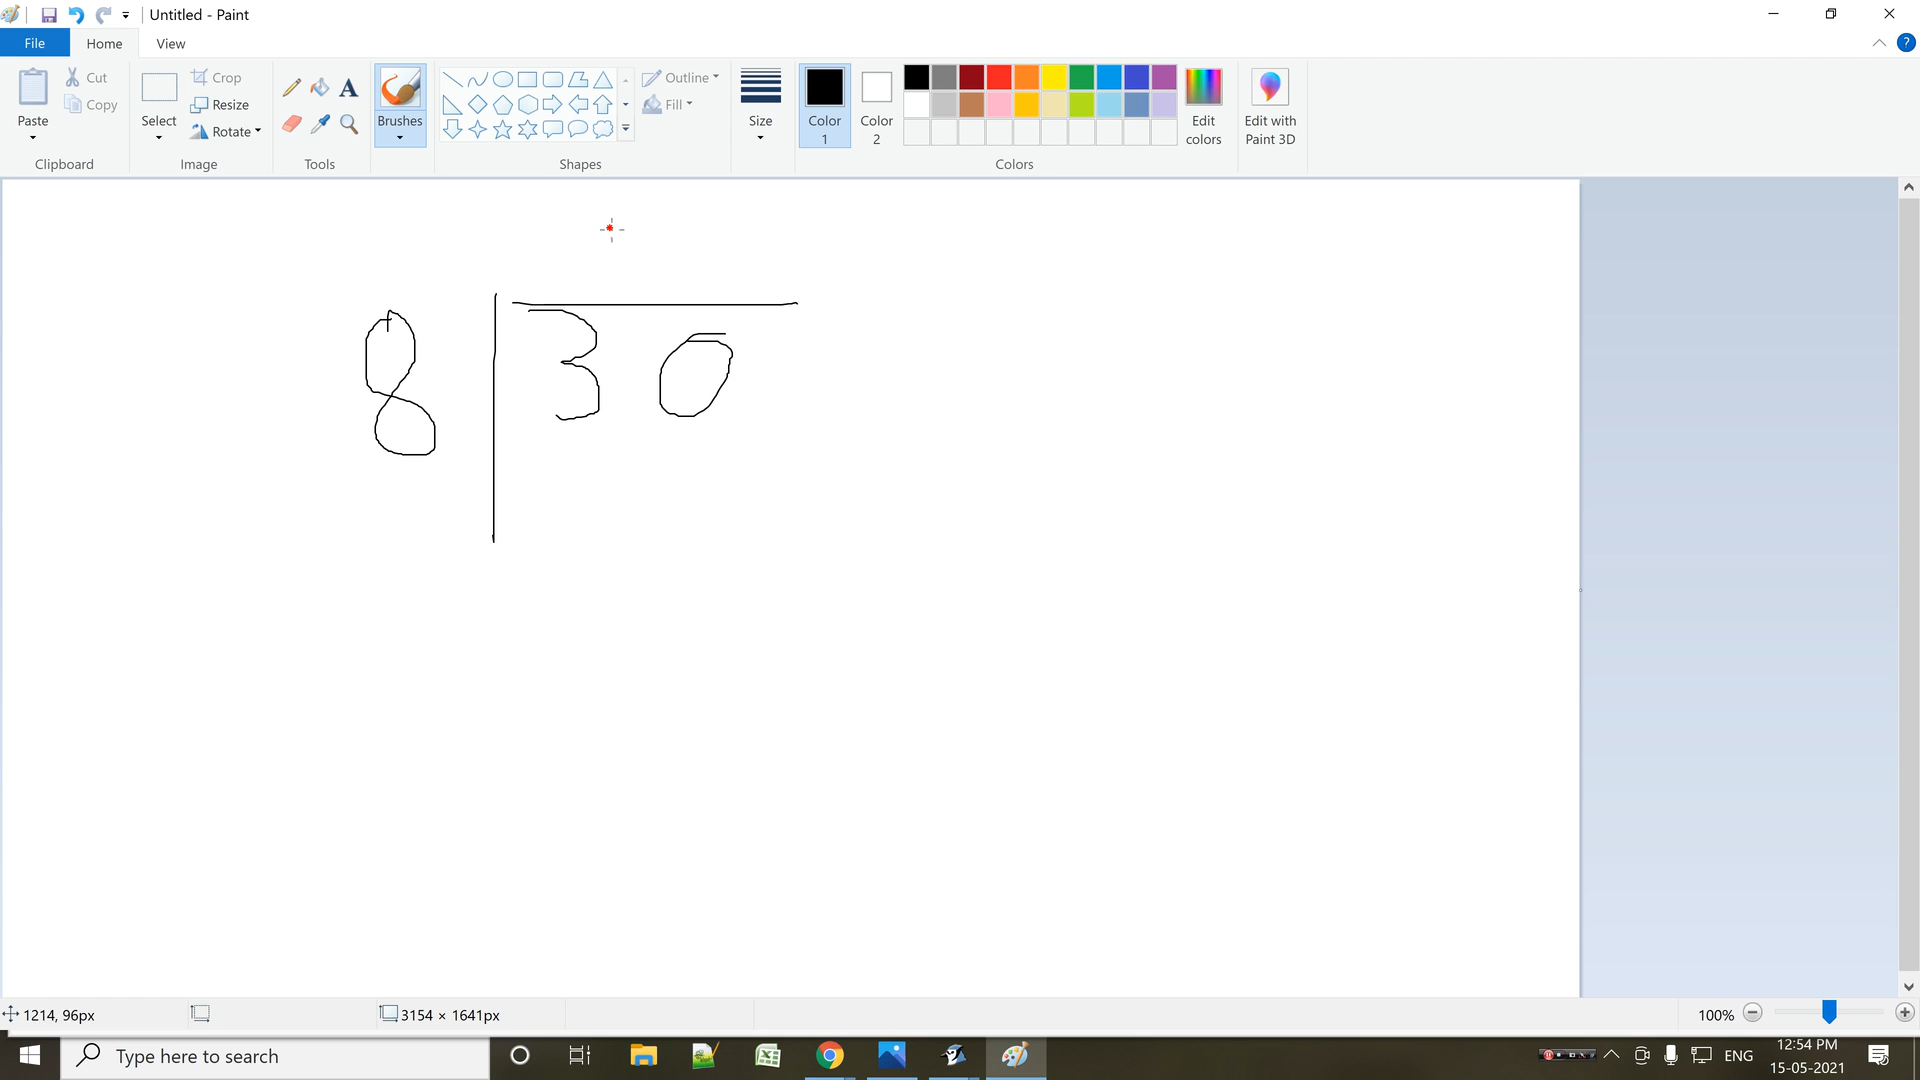 Untitled - Paint
File Home View
Paste Cut Copy Select Crop Resize Rotate Brushes Outline Fill Size Color 1 Color 2 Edit colors Edit with Paint 3D
Clipboard Image Tools Shapes Colors
8 30
1214, 96px 3154 × 1641px 100%
Type here to search ENG 12:54 PM
15-05-2021